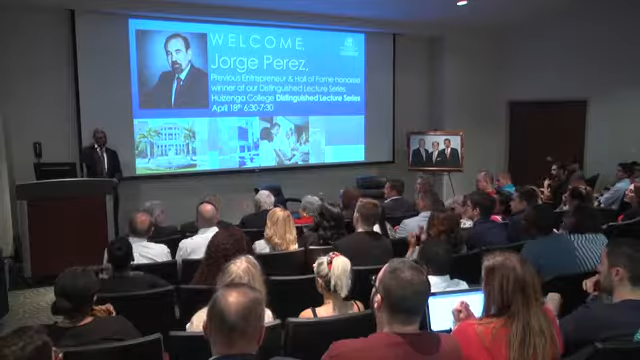 WELCOME,
Jorge Perez,
Previous Entrepreneur & Hall of Fame honoree
winner at our Distinguished Lecture Series
Huizenga College Distinguished Lecture Series
April 18th 6:30-7:30